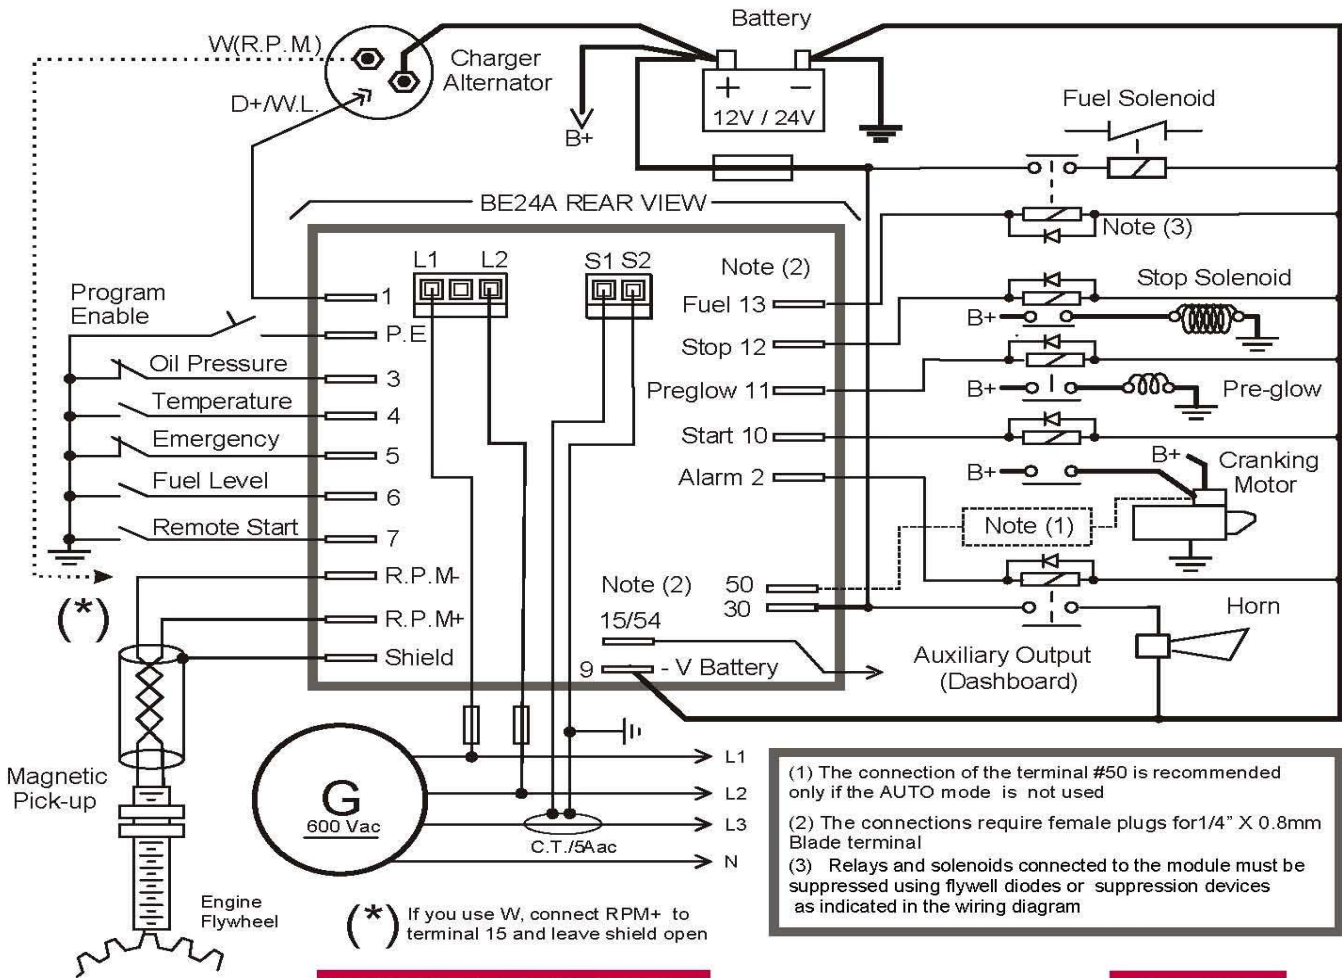 Battery
W(R.P.M.)
Charger
Alternator
D+/W.L.
B+
+ -
12V / 24V
Fuel Solenoid
BE24A REAR VIEW
Note (3)
L1 L2
S1 S2
Note (2)
Stop Solenoid
Program
Enable
1
Fuel 13
B+
P.E
Stop 12
Oil Pressure
3
Preglow 11
B+
Pre-glow
Temperature
4
Start 10
Emergency
5
B+
Cranking
Motor
Alarm 2
B+
Fuel Level
6
Remote Start
7
Note (1)
R.P.M-
Note (2)
50
30
(*)
R.P.M+
15/54
Horn
Shield
9 - V Battery
Auxiliary Output
(Dashboard)
Magnetic
Pick-up
G
600 Vac
L1
L2
L3
N
C.T./5Aac
Engine
Flywheel
(*) If you use W, connect RPM+ to
terminal 15 and leave shield open
(1) The connection of the terminal #50 is recommended
only if the AUTO mode is not used
(2) The connections require female plugs for1/4" X 0.8mm
Blade terminal
(3) Relays and solenoids connected to the module must be
suppressed using flywell diodes or suppression devices
as indicated in the wiring diagram